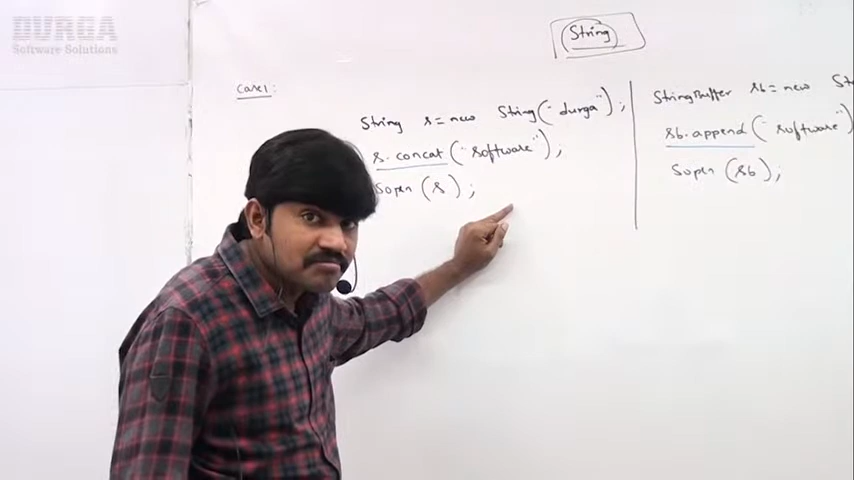 DURGA
Software Solutions
String
Case1:
String s=new String("durga");
s.concat("software");
Sopln(s);
StringBuffer sb=new
sb.append("software")
Sopln(sb);